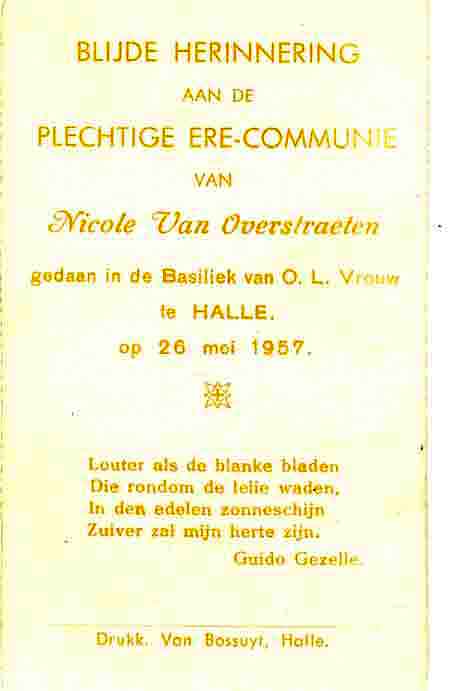 BLIJDE HERINNERING
AAN DE
PLECHTIGE ERE-COMMUNIE
VAN
Nicole Van Overstraeten
gedaan in de Basiliek van O. L. Vrouw
te HALLE.
op 26 mei 1957.
Louter als de blanke bladen
Die rondom de lelie waden,
In den edelen zonneschijn
Zuiver zal mijn herte zijn.
Guido Gezelle.
Drukk. Van Bossuyt, Halle.